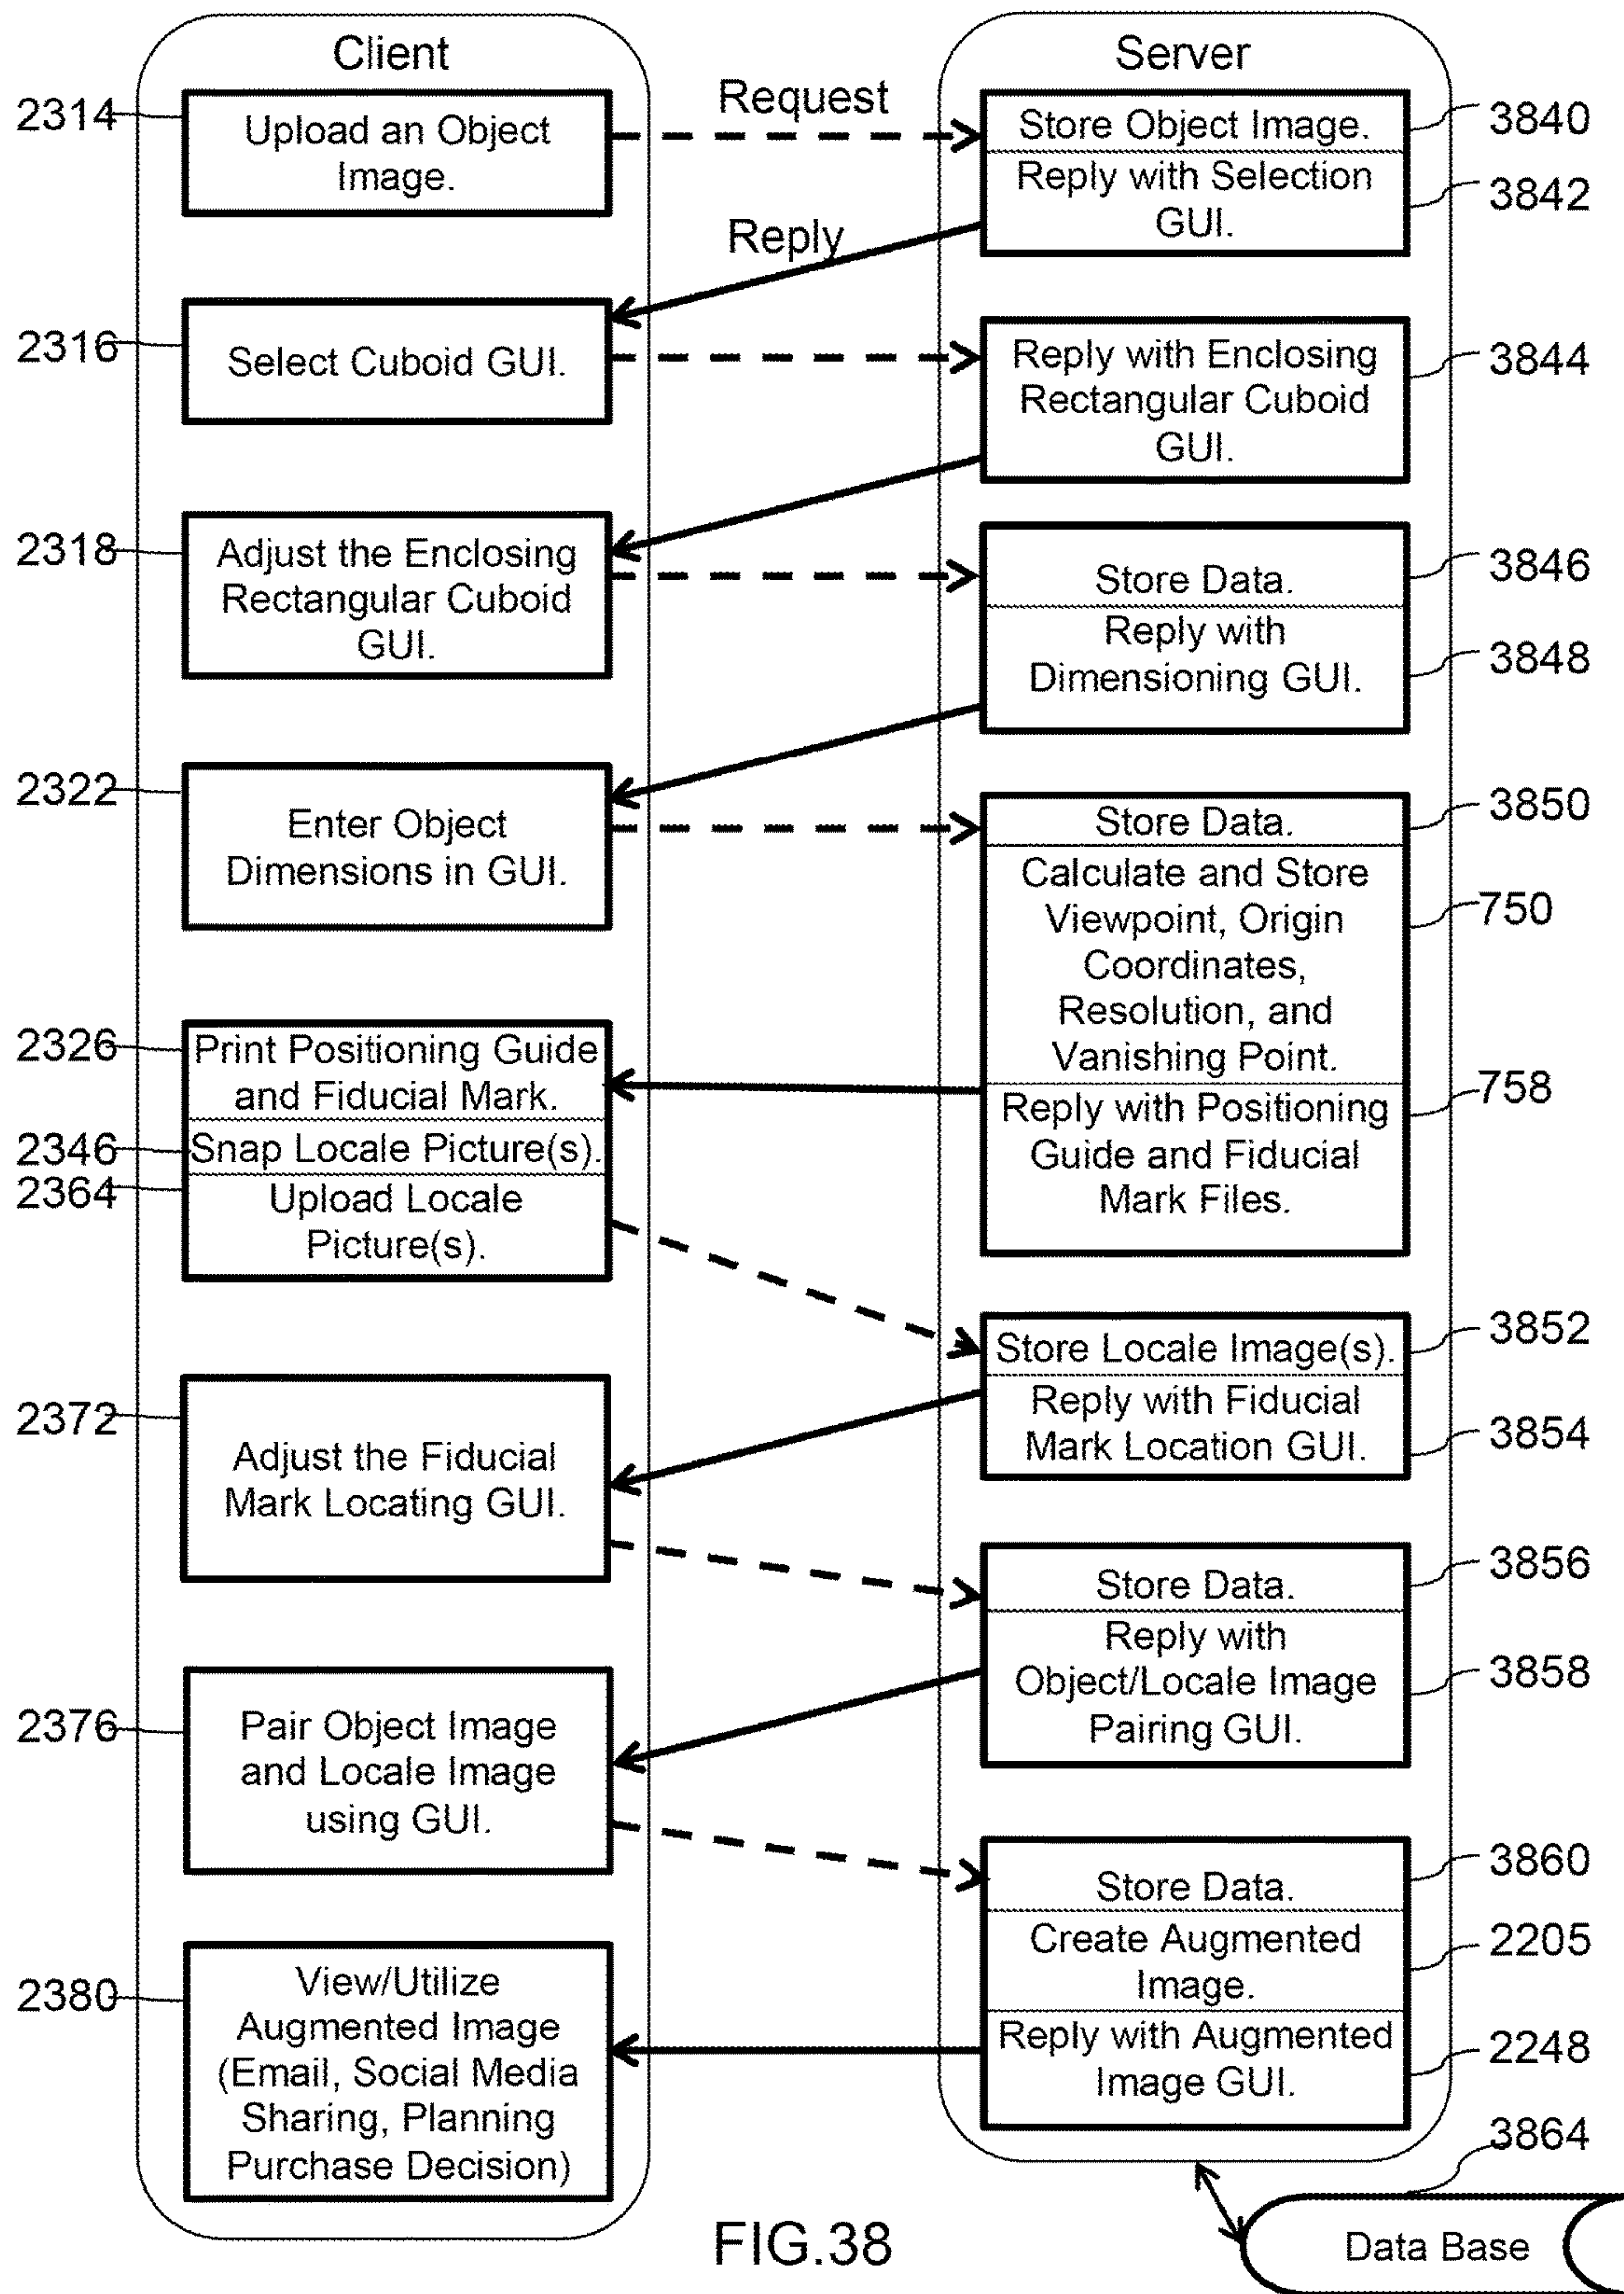 Client
Server
2314
Upload an Object
Image.
Request
Store Object Image.
3840
Reply with Selection
GUI.
3842
Reply
2316
Select Cuboid GUI.
Reply with Enclosing
Rectangular Cuboid
GUI.
3844
2318
Adjust the Enclosing
Rectangular Cuboid
GUI.
Store Data.
3846
Reply with
Dimensioning GUI.
3848
2322
Enter Object
Dimensions in GUI.
Store Data.
3850
Calculate and Store
Viewpoint, Origin
Coordinates,
Resolution, and
Vanishing Point.
750
2326
Print Positioning Guide
and Fiducial Mark.
Reply with Positioning
Guide and Fiducial
Mark Files.
758
2346
Snap Locale Picture(s).
2364
Upload Locale
Picture(s).
Store Locale Image(s).
3852
Reply with Fiducial
Mark Location GUI.
3854
2372
Adjust the Fiducial
Mark Locating GUI.
Store Data.
3856
Reply with
Object/Locale Image
Pairing GUI.
3858
2376
Pair Object Image
and Locale Image
using GUI.
Store Data.
3860
Create Augmented
Image.
2205
Reply with Augmented
Image GUI.
2248
2380
View/Utilize
Augmented Image
(Email, Social Media
Sharing, Planning
Purchase Decision)
3864
Data Base
FIG.38